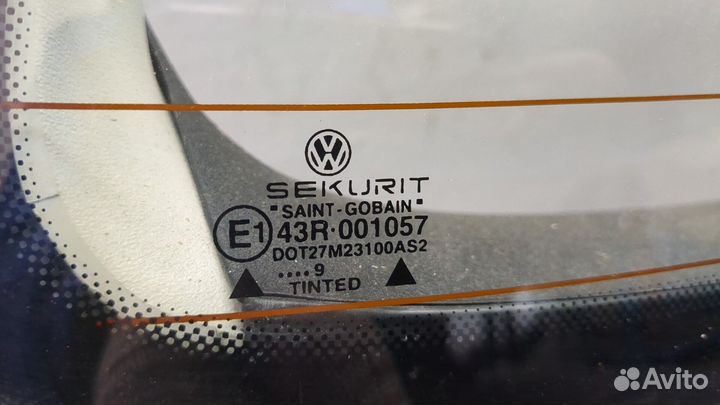 SEKURIT
SAINT-GOBAIN
E1 43R·001057
DOT27M23100AS2
....9
TINTED
Avito